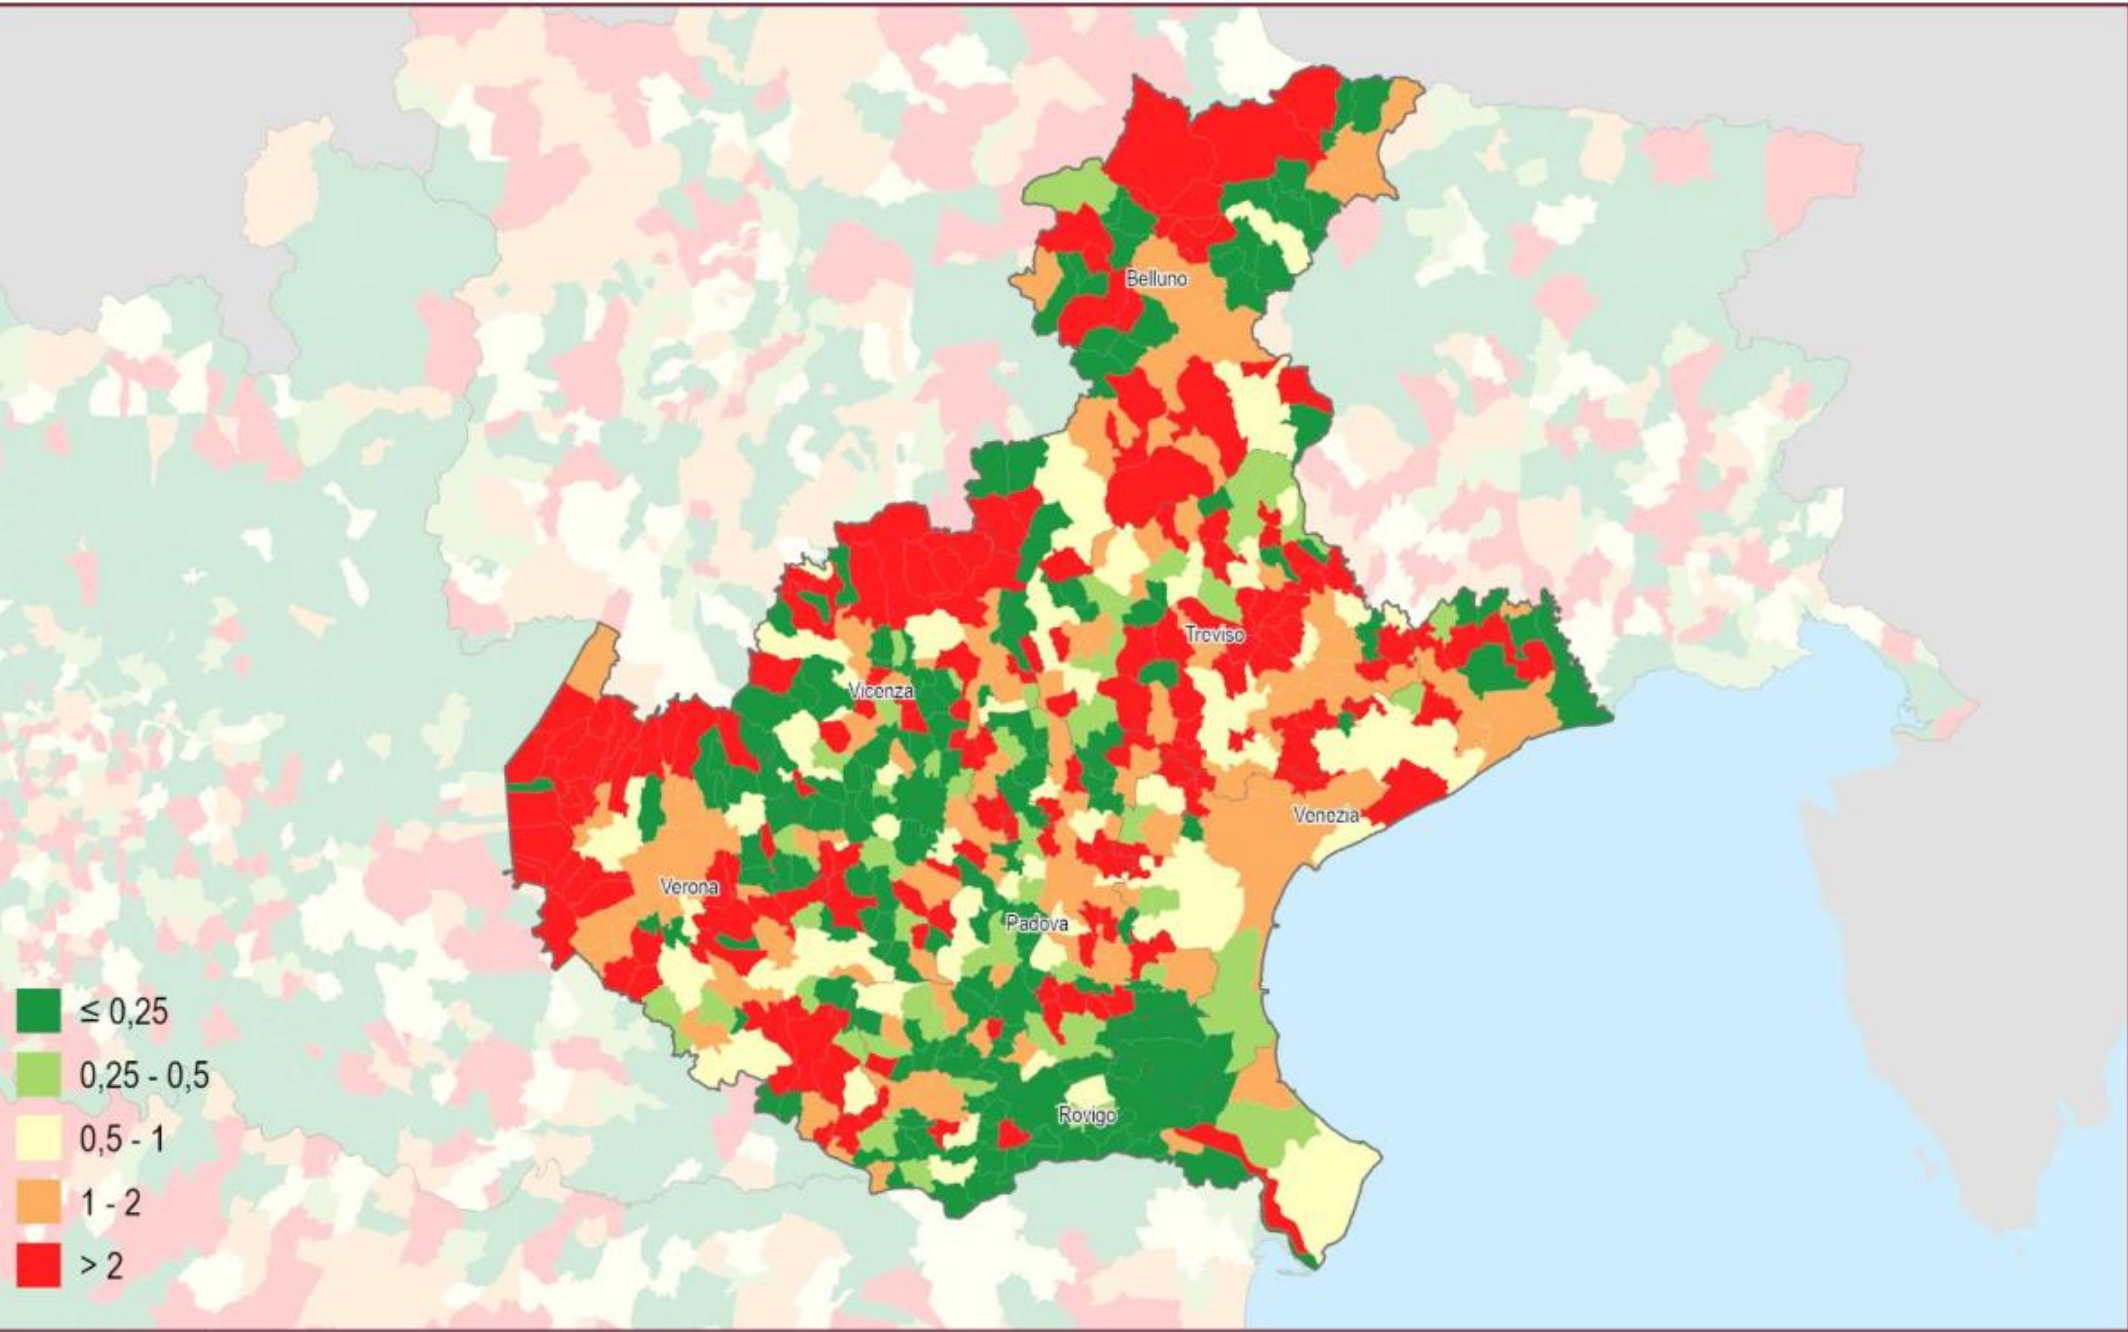 Belluno
Treviso
Vicenza
Venezia
Verona
Padova
Rovigo
≤ 0,25
0,25 - 0,5
0,5 - 1
1 - 2
> 2